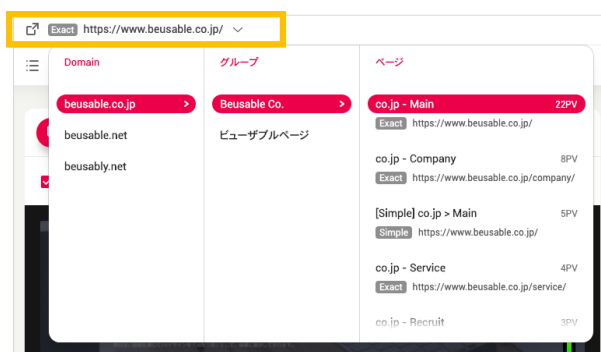 Exact https://www.beusable.co.jp/
Domain
グループ
ページ
beusable.co.jp
beusable.net
beusably.net
Beusable Co.
ビューザブルページ
co.jp - Main 22PV
Exact https://www.beusable.co.jp/
co.jp - Company 8PV
Exact https://www.beusable.co.jp/company/
[Simple] co.jp > Main 5PV
Simple https://www.beusable.co.jp/
co.jp - Service 4PV
Exact https://www.beusable.co.jp/service/
co.jp - Recruit 3PV